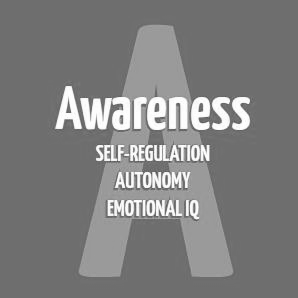 A
Awareness
SELF-REGULATION
AUTONOMY
EMOTIONAL IQ